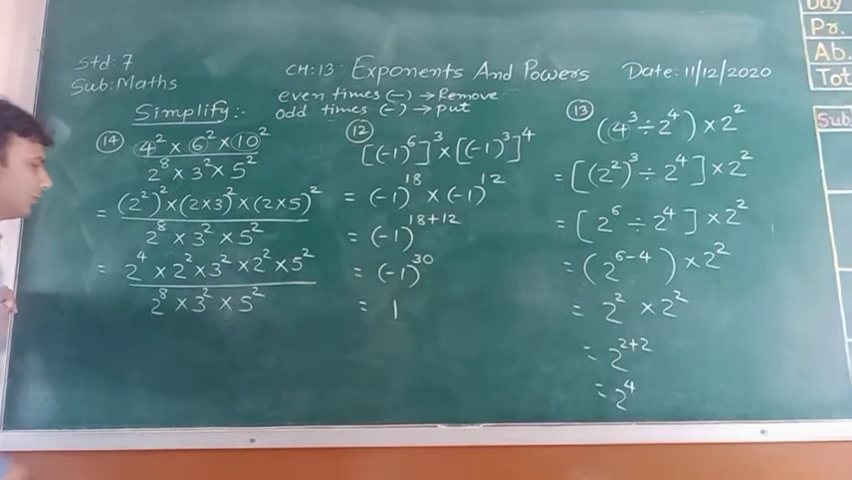 Std:7
Sub:Maths
CH:13: Exponents And Powers
Date:11/12/2020
even times (−) → Remove
odd times (−) → put
Simplify:
(14) 4² × 6² × 10²
2⁸ × 3² × 5²
= (2²)² × (2×3)² × (2×5)²
2⁸ × 3² × 5²
= 2⁴ × 2² × 3² × 2² × 5²
2⁸ × 3² × 5²
(12)
[(-1)⁶]³ × [(-1)³]⁴
= (-1)¹⁸ × (-1)¹²
= (-1)¹⁸⁺¹²
= (-1)³⁰
= 1
(13)
(4³ ÷ 2⁴) × 2²
= [(2²)³ ÷ 2⁴] × 2²
= [2⁶ ÷ 2⁴] × 2²
= (2⁶⁻⁴) × 2²
= 2² × 2²
= 2²⁺²
= 2⁴
Day
Pr.
Ab.
Tot
Sub